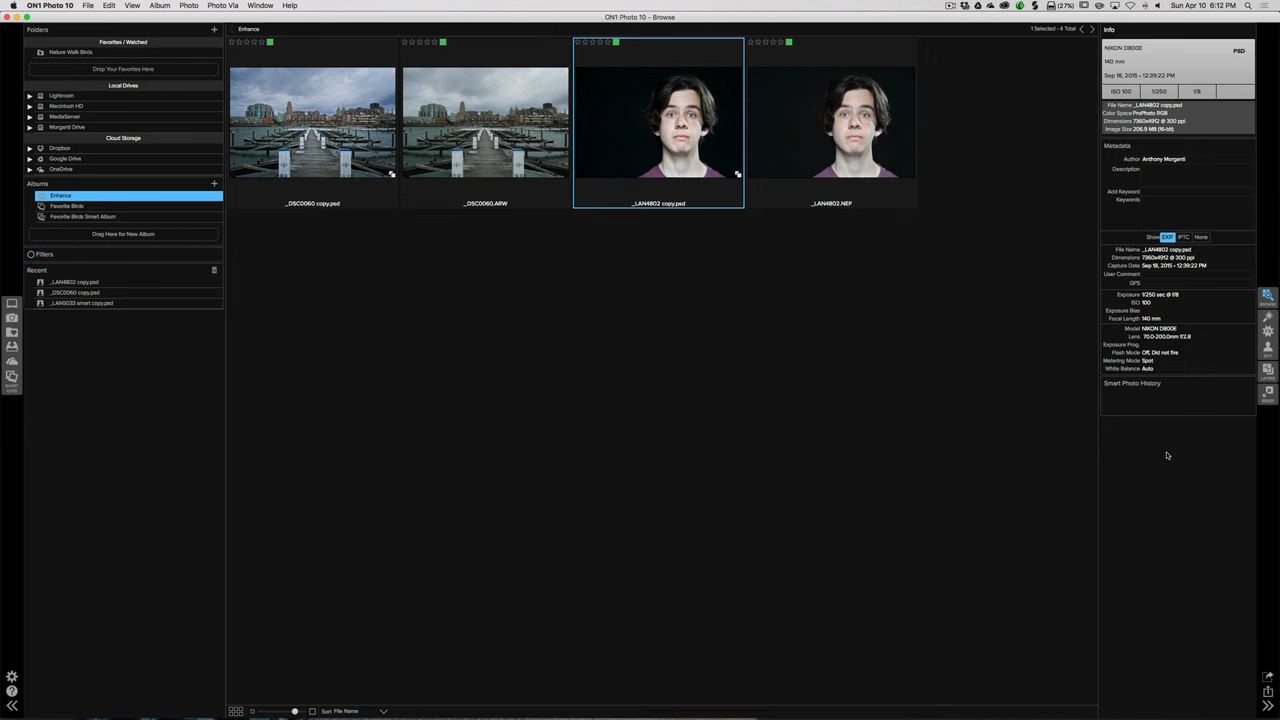 ON1 Photo 10 File Edit View Album Photo Photo Via Window Help
(27%) Sun Apr 10 6:12 PM
ON1 Photo 10 - Browse
Folders
Favorites / Watched
Nature Walk Birds
Drop Your Favorites Here
Local Drives
Lightroom
Macintosh HD
MediaServer
Morganti Drive
Cloud Storage
Dropbox
Google Drive
OneDrive
Albums
Enhance
Favorite Birds
Favorite Birds Smart Album
Drag Here for New Album
Filters
Recent
_LAN4802 copy.psd
_DSC0060 copy.psd
_LAN5033 smart copy.psd
SHORT CUTS
Enhance
1 Selected - 4 Total
_DSC0060 copy.psd
_DSC0060.ARW
_LAN4802 copy.psd
_LAN4802.NEF
Sort File Name
Info
NIKON D800E
PSD
140 mm
Sep 18, 2015 • 12:39:22 PM
ISO 100 1/250 f/8
File Name _LAN4802 copy.psd
Color Space ProPhoto RGB
Dimensions 7360x4912 @ 300 ppi
Image Size 206.9 MB (16-bit)
Metadata
Author Anthony Morganti
Description
Add Keyword
Keywords
Show EXIF IPTC None
File Name _LAN4802 copy.psd
Dimensions 7360x4912 @ 300 ppi
Capture Date Sep 18, 2015 • 12:39:22 PM
User Comment
GPS
Exposure 1/250 sec @ f/8
ISO 100
Exposure Bias
Focal Length 140 mm
Model NIKON D800E
Lens 70.0-200.0mm f/2.8
Exposure Prog.
Flash Mode Off, Did not fire
Metering Mode Spot
White Balance Auto
Smart Photo History
BROWSE
EDIT
LAYERS
RESIZE